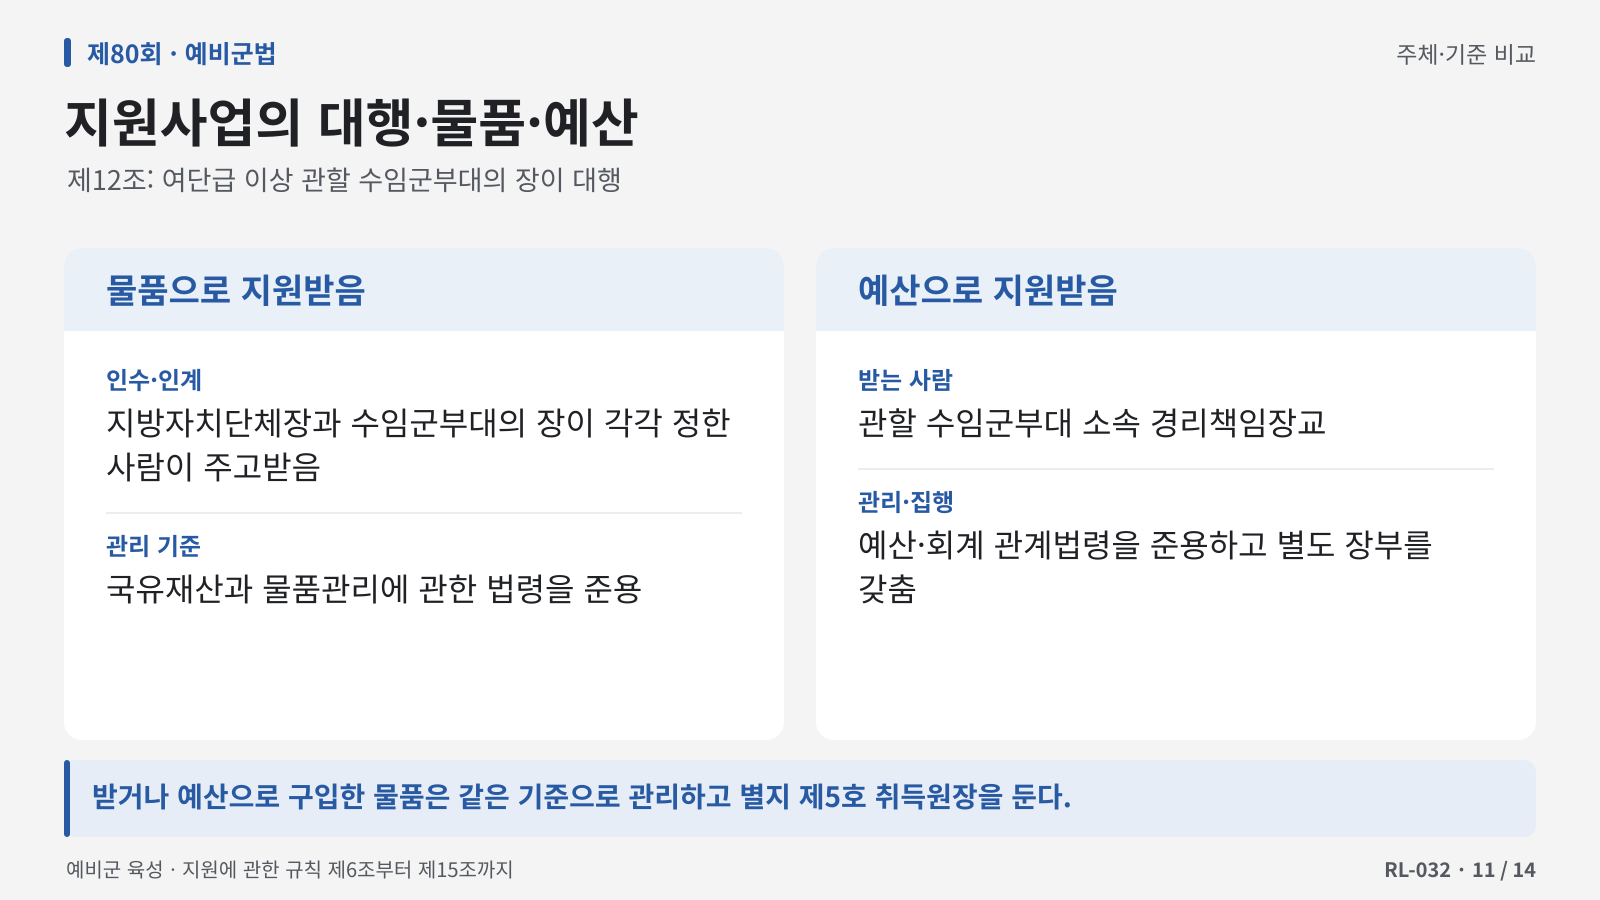 제80회 · 예비군법
주체·기준 비교
지원사업의 대행·물품·예산
제12조: 여단급 이상 관할 수임군부대의 장이 대행
물품으로 지원받음
인수·인계
지방자치단체장과 수임군부대의 장이 각각 정한
사람이 주고받음
관리 기준
국유재산과 물품관리에 관한 법령을 준용
예산으로 지원받음
받는 사람
관할 수임군부대 소속 경리책임장교
관리·집행
예산·회계 관계법령을 준용하고 별도 장부를
갖춤
받거나 예산으로 구입한 물품은 같은 기준으로 관리하고 별지 제5호 취득원장을 둔다.
예비군 육성 · 지원에 관한 규칙 제6조부터 제15조까지
RL-032 · 11 / 14